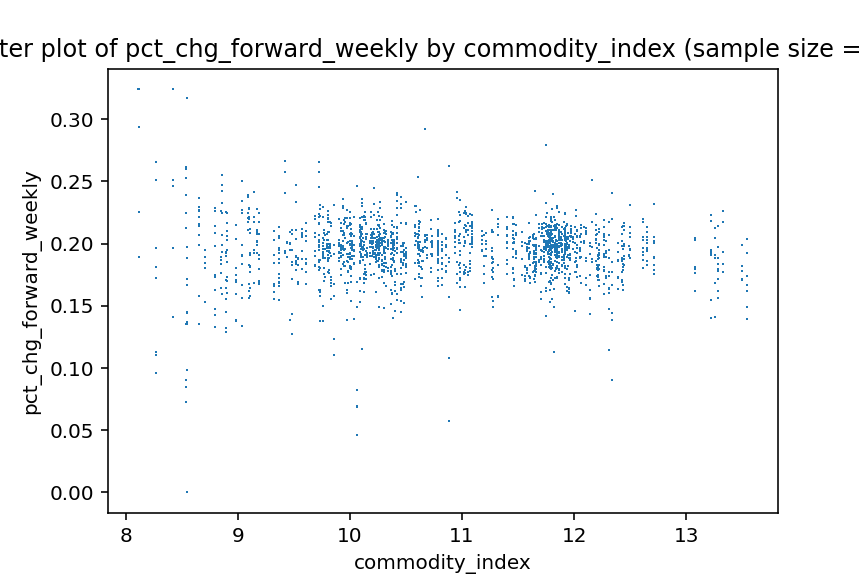 ter plot of pct_chg_forward_weekly by commodity_index (sample size =
0.30
0.25
0.20
0.15
0.10
0.05
0.00
pct_chg_forward_weekly
8 9 10 11 12 13
commodity_index